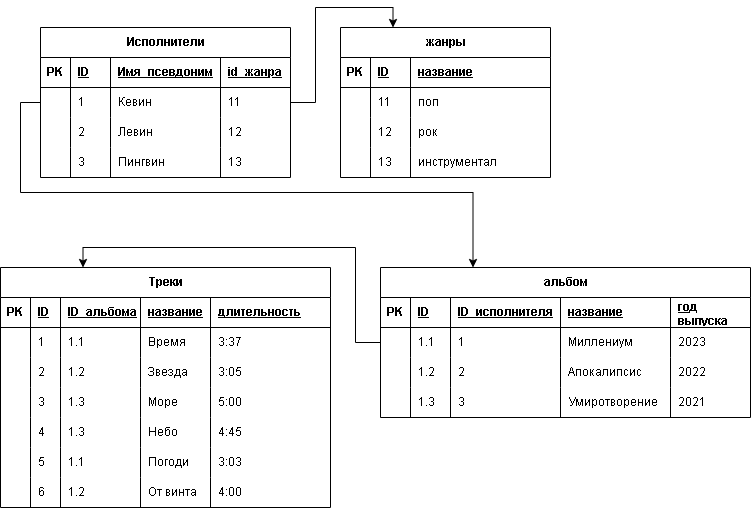 Исполнители
РК ID Имя_псевдоним id_жанра
1 Кевин 11
2 Левин 12
3 Пингвин 13
жанры
РК ID название
11 поп
12 рок
13 инструментал
Треки
РК ID ID_альбома название длительность
1 1.1 Время 3:37
2 1.2 Звезда 3:05
3 1.3 Море 5:00
4 1.3 Небо 4:45
5 1.1 Погоди 3:03
6 1.2 От винта 4:00
альбом
РК ID ID_исполнителя название год
выпуска
1.1 1 Миллениум 2023
1.2 2 Апокалипсис 2022
1.3 3 Умиротворение 2021